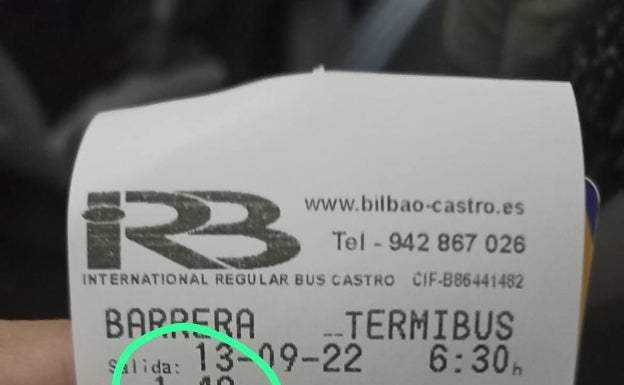 IRB
www.bilbao-castro.es
Tel - 942 867 026
INTERNATIONAL REGULAR BUS CASTRO CIF-B86441482
BARRERA __TERMIBUS
Salida: 13-09-22 6:30h